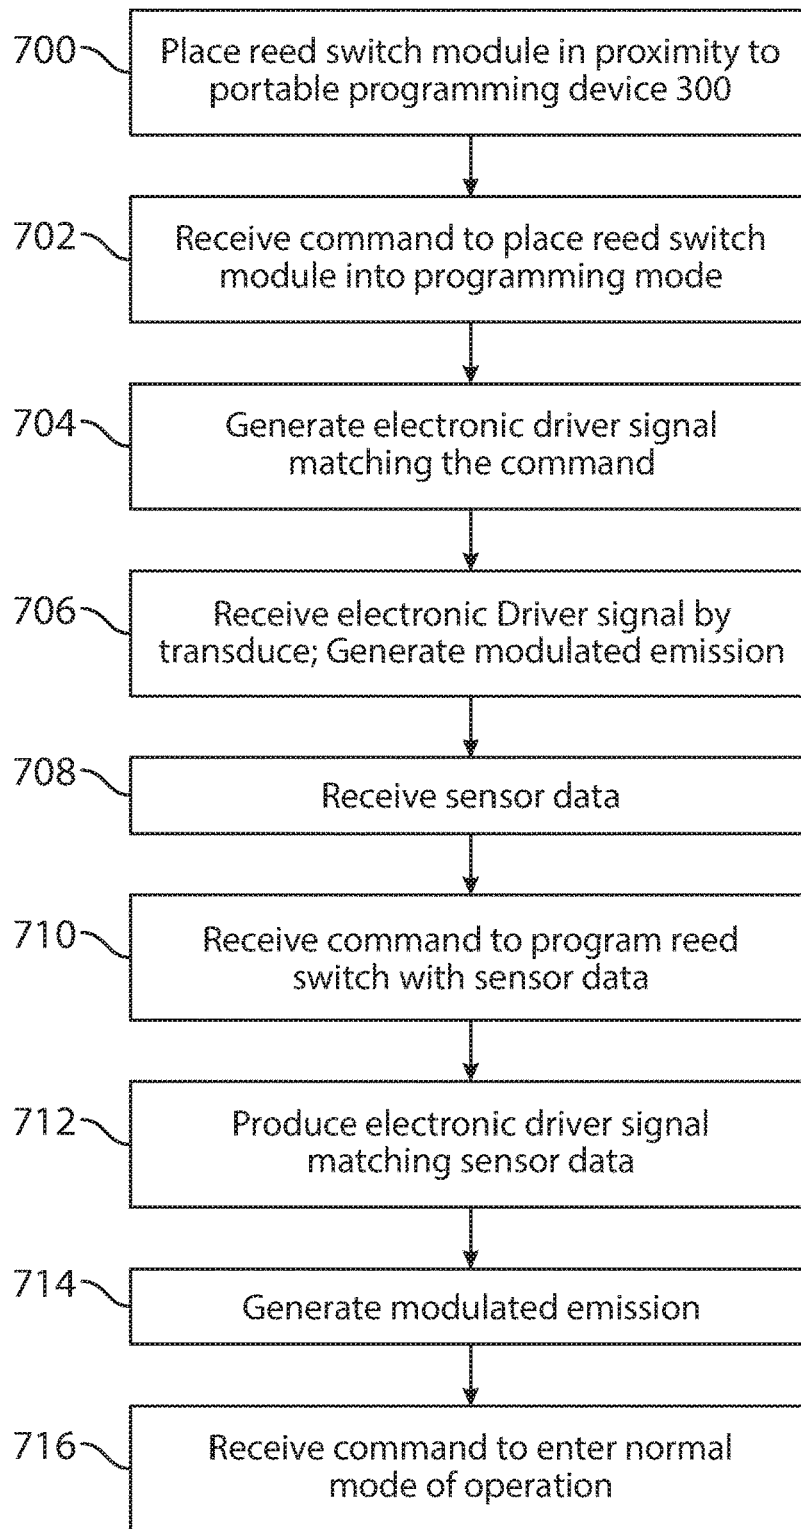 700
Place reed switch module in proximity to
portable programming device 300
702
Receive command to place reed switch
module into programming mode
704
Generate electronic driver signal
matching the command
706
Receive electronic Driver signal by
transduce; Generate modulated emission
708
Receive sensor data
710
Receive command to program reed
switch with sensor data
712
Produce electronic driver signal
matching sensor data
714
Generate modulated emission
716
Receive command to enter normal
mode of operation